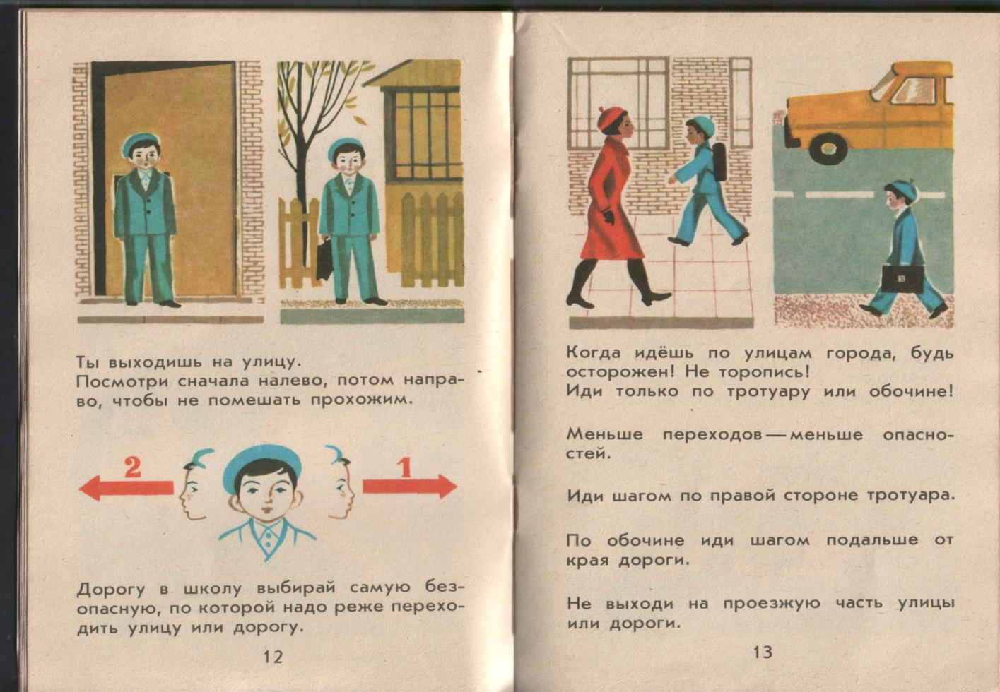 Ты выходишь на улицу.
Посмотри сначала налево, потом напра-
во, чтобы не помешать прохожим.
2
1
Дорогу в школу выбирай самую без-
опасную, по которой надо реже перехо-
дить улицу или дорогу.
12
Когда идёшь по улицам города, будь
осторожен! Не торопись!
Иди только по тротуару или обочине!
Меньше переходов — меньше опасно-
стей.
Иди шагом по правой стороне тротуара.
По обочине иди шагом подальше от
края дороги.
Не выходи на проезжую часть улицы
или дороги.
13